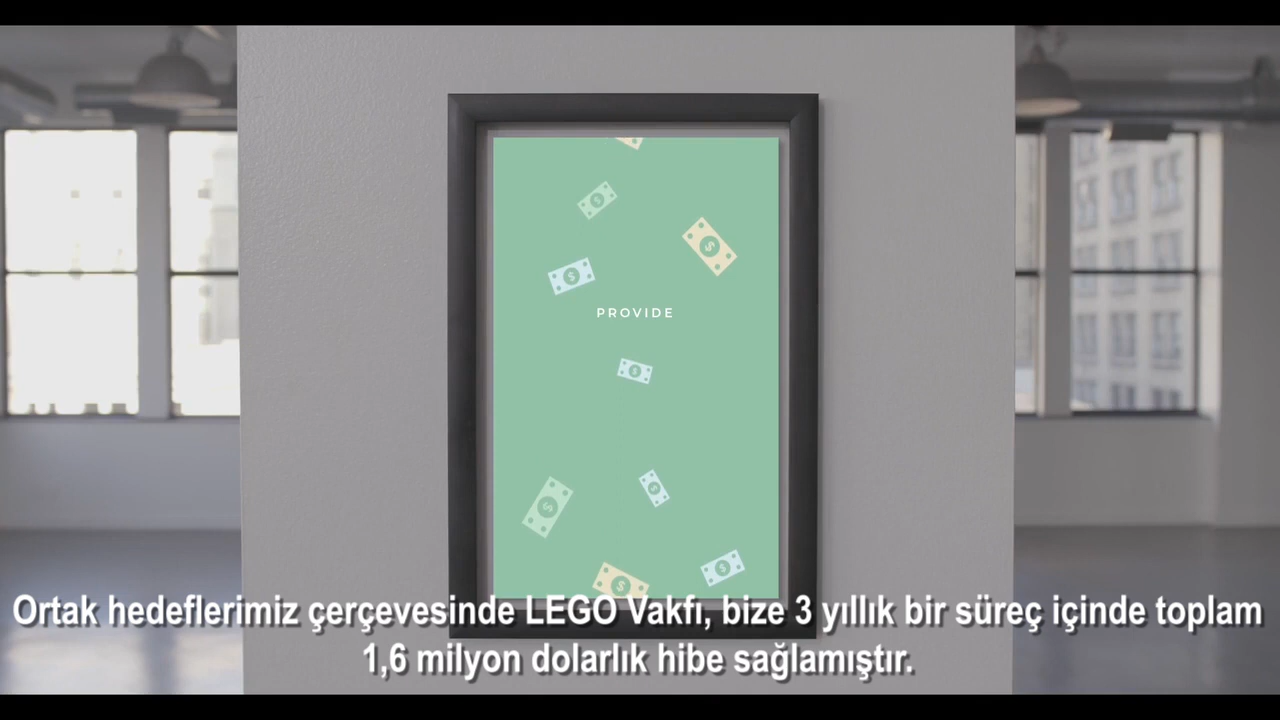 PROVIDE
Ortak hedeflerimiz çerçevesinde LEGO Vakfı, bize 3 yıllık bir süreç içinde toplam
1,6 milyon dolarlık hibe sağlamıştır.